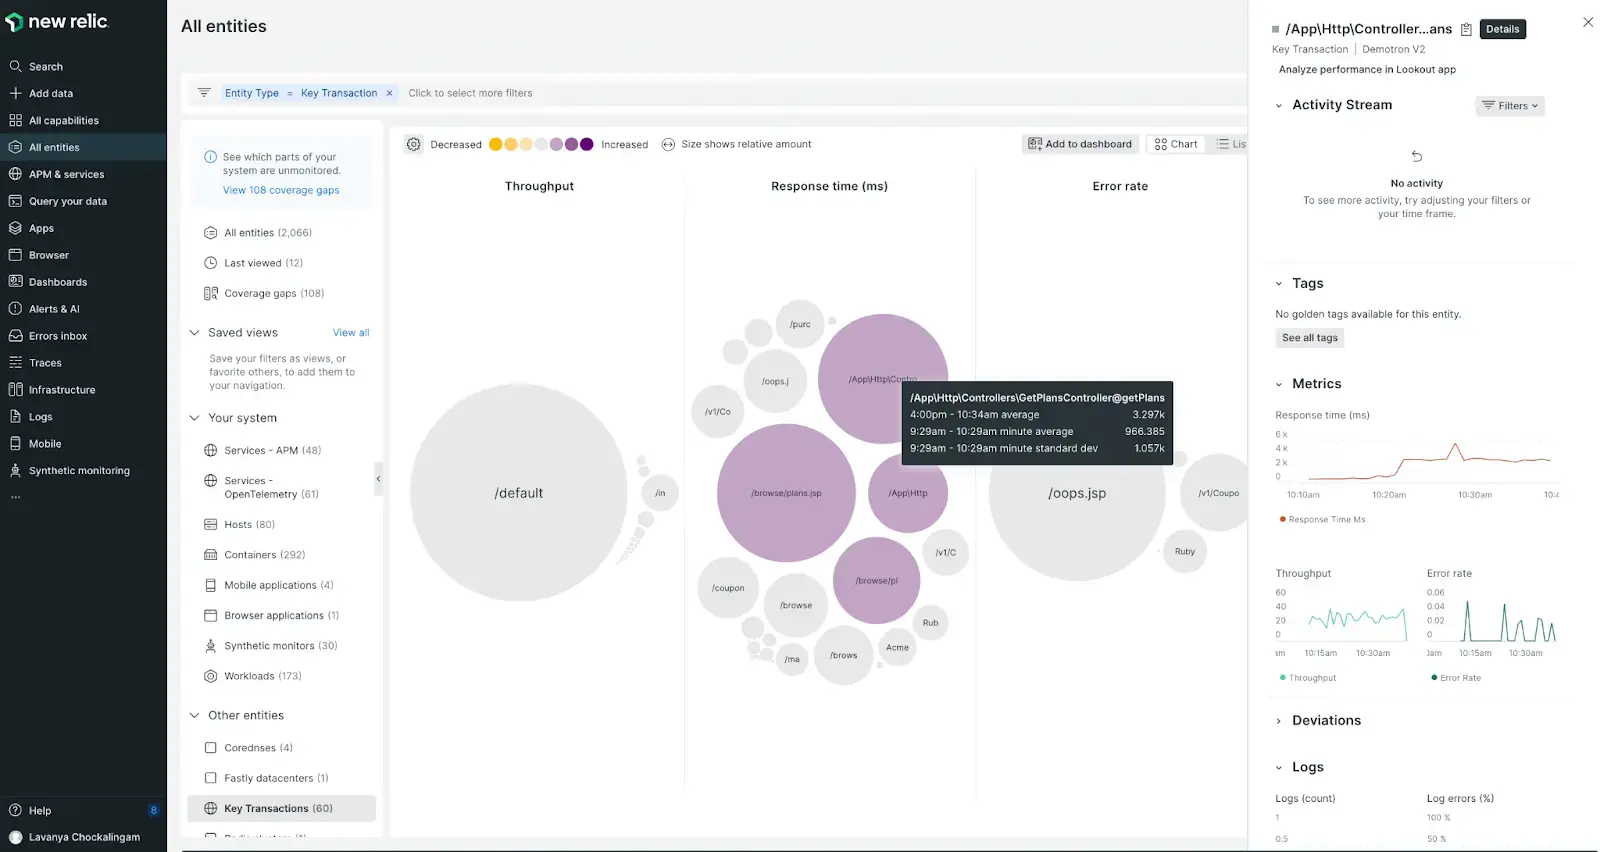 new relic
Search
Add data
All capabilities
All entities
APM & services
Query your data
Apps
Browser
Dashboards
Alerts & AI
Errors inbox
Traces
Infrastructure
Logs
Mobile
Synthetic monitoring
...
Help 8
Lavanya Chockalingam
All entities
Entity Type = Key Transaction × Click to select more filters
See which parts of your
system are unmonitored.
View 108 coverage gaps
All entities (2,066)
Last viewed (12)
Coverage gaps (108)
Saved views View all
Save your filters as views, or
favorite others, to add them to
your navigation.
Your system
Services - APM (48)
Services -
OpenTelemetry (61)
Hosts (80)
Containers (292)
Mobile applications (4)
Browser applications (1)
Synthetic monitors (30)
Workloads (173)
Other entities
Corednses (4)
Fastly datacenters (1)
Key Transactions (60)
Decreased Increased Size shows relative amount Add to dashboard Chart Lis
Throughput
/default
/in
Response time (ms)
/purc
/App\Http\Contro
/oops.j
/v1/Co
/browse/plans.jsp
/App\Http
/v1/C
/browse/pl
/coupon
/browse
Rub
Acme
/brows
/ma
/App\Http\Controllers\GetPlansController@getPlans
4:00pm - 10:34am average 3.297k
9:29am - 10:29am minute average 966.385
9:29am - 10:29am minute standard dev 1.057k
Error rate
/oops.jsp
/v1/Coupo
Ruby
/App\Http\Controller...ans Details
Key Transaction | Demotron V2
Analyze performance in Lookout app
Activity Stream Filters
No activity
To see more activity, try adjusting your filters or
your time frame.
Tags
No golden tags available for this entity.
See all tags
Metrics
Response time (ms)
6 k
4 k
2 k
0
10:10am 10:20am 10:30am 10:4
Response Time Ms
Throughput
60
40
20
0
am 10:15am 10:30am
Throughput
Error rate
0.06
0.04
0.02
0
0am 10:15am 10:30am
Error Rate
Deviations
Logs
Logs (count)
1
0.5
Log errors (%)
100 %
50 %